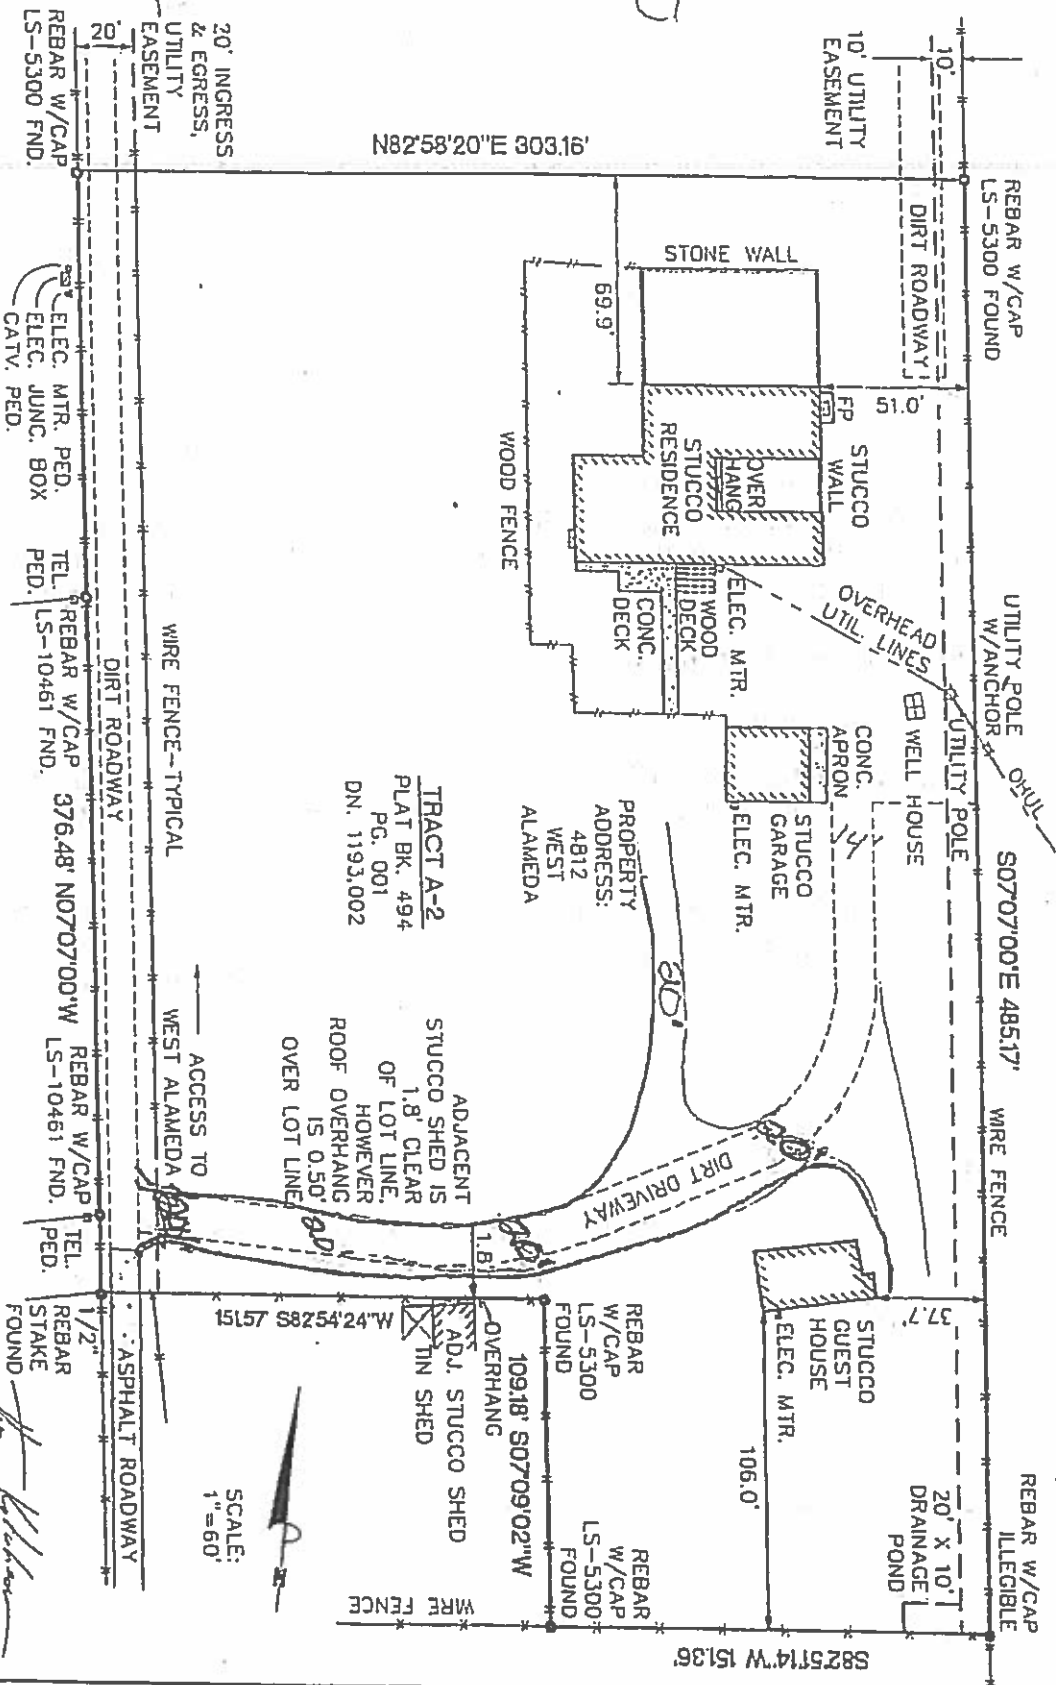 REBAR W/CAP
LS-5300 FOUND
UTILITY POLE
W/ANCHOR
OHUL
S07°07'00"E 485.17'
WIRE FENCE
REBAR W/CAP
ILLEGIBLE
10'
10' UTILITY
EASEMENT
DIRT ROADWAY
51.0'
FP
STUCCO
WALL
OVERHEAD
UTIL. LINES
UTILITY POLE
WELL HOUSE
CONC.
APRON
14'
STUCCO
GARAGE
ELEC. MTR.
37.7'
STUCCO
GUEST
HOUSE
ELEC. MTR.
106.0'
20' X 10'
DRAINAGE
POND
S82°51'14"W 151.36'
N82°58'20"E 303.16'
STONE WALL
69.9'
OVER
HANG
STUCCO
RESIDENCE
ELEC. MTR.
WOOD
DECK
CONC.
DECK
WOOD FENCE
PROPERTY
ADDRESS:
4812
WEST
ALAMEDA
20'
DIRT DRIVEWAY
REBAR
W/CAP
LS-5300
FOUND
109.18' S07°09'02"W
REBAR
W/CAP
LS-5300
FOUND
WIRE FENCE
TRACT A-2
PLAT BK. 494
PG. 001
DN. 1193.002
ADJACENT
STUCCO SHED IS
1.8' CLEAR
OF LOT LINE,
HOWEVER
ROOF OVERHANG
IS 0.50'
OVER LOT LINE
20
20
1.8'
OVERHANG
ADJ. STUCCO SHED
TIN SHED
151.57 S82°54'24"W
SCALE:
1"=60'
20' INGRESS
& EGRESS,
UTILITY
EASEMENT
20'
WIRE FENCE-TYPICAL
ACCESS TO
WEST ALAMEDA
DIRT ROADWAY
ASPHALT ROADWAY
REBAR W/CAP
LS-5300 FND.
ELEC. MTR. PED.
ELEC. JUNC. BOX
CATV. PED.
TEL.
PED.
REBAR W/CAP
LS-10461 FND.
376.48' N07°07'00"W
REBAR W/CAP
LS-10461 FND.
TEL.
PED.
1/2"
REBAR
STAKE
FOUND